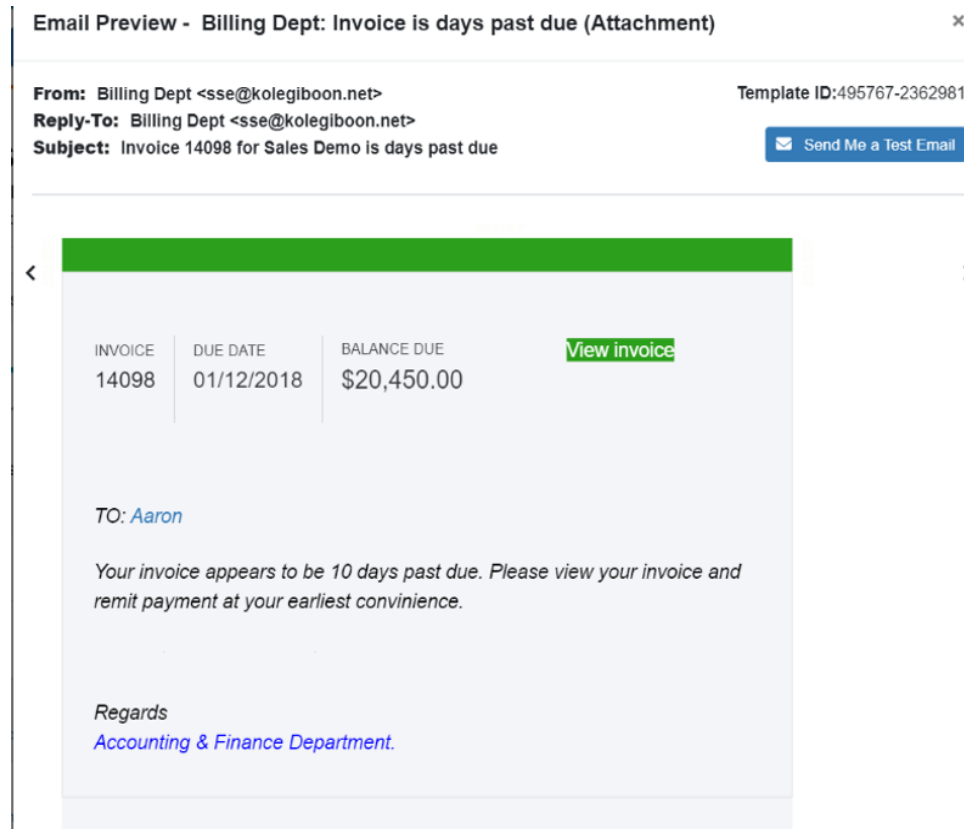 Email Preview - Billing Dept: Invoice is days past due (Attachment)
×
From: Billing Dept <sse@kolegiboon.net>
Template ID:495767-2362981
Reply-To: Billing Dept <sse@kolegiboon.net>
Subject: Invoice 14098 for Sales Demo is days past due
Send Me a Test Email
INVOICE
14098
DUE DATE
01/12/2018
BALANCE DUE
$20,450.00
View invoice
TO: Aaron
Your invoice appears to be 10 days past due. Please view your invoice and
remit payment at your earliest convinience.
Regards
Accounting & Finance Department.